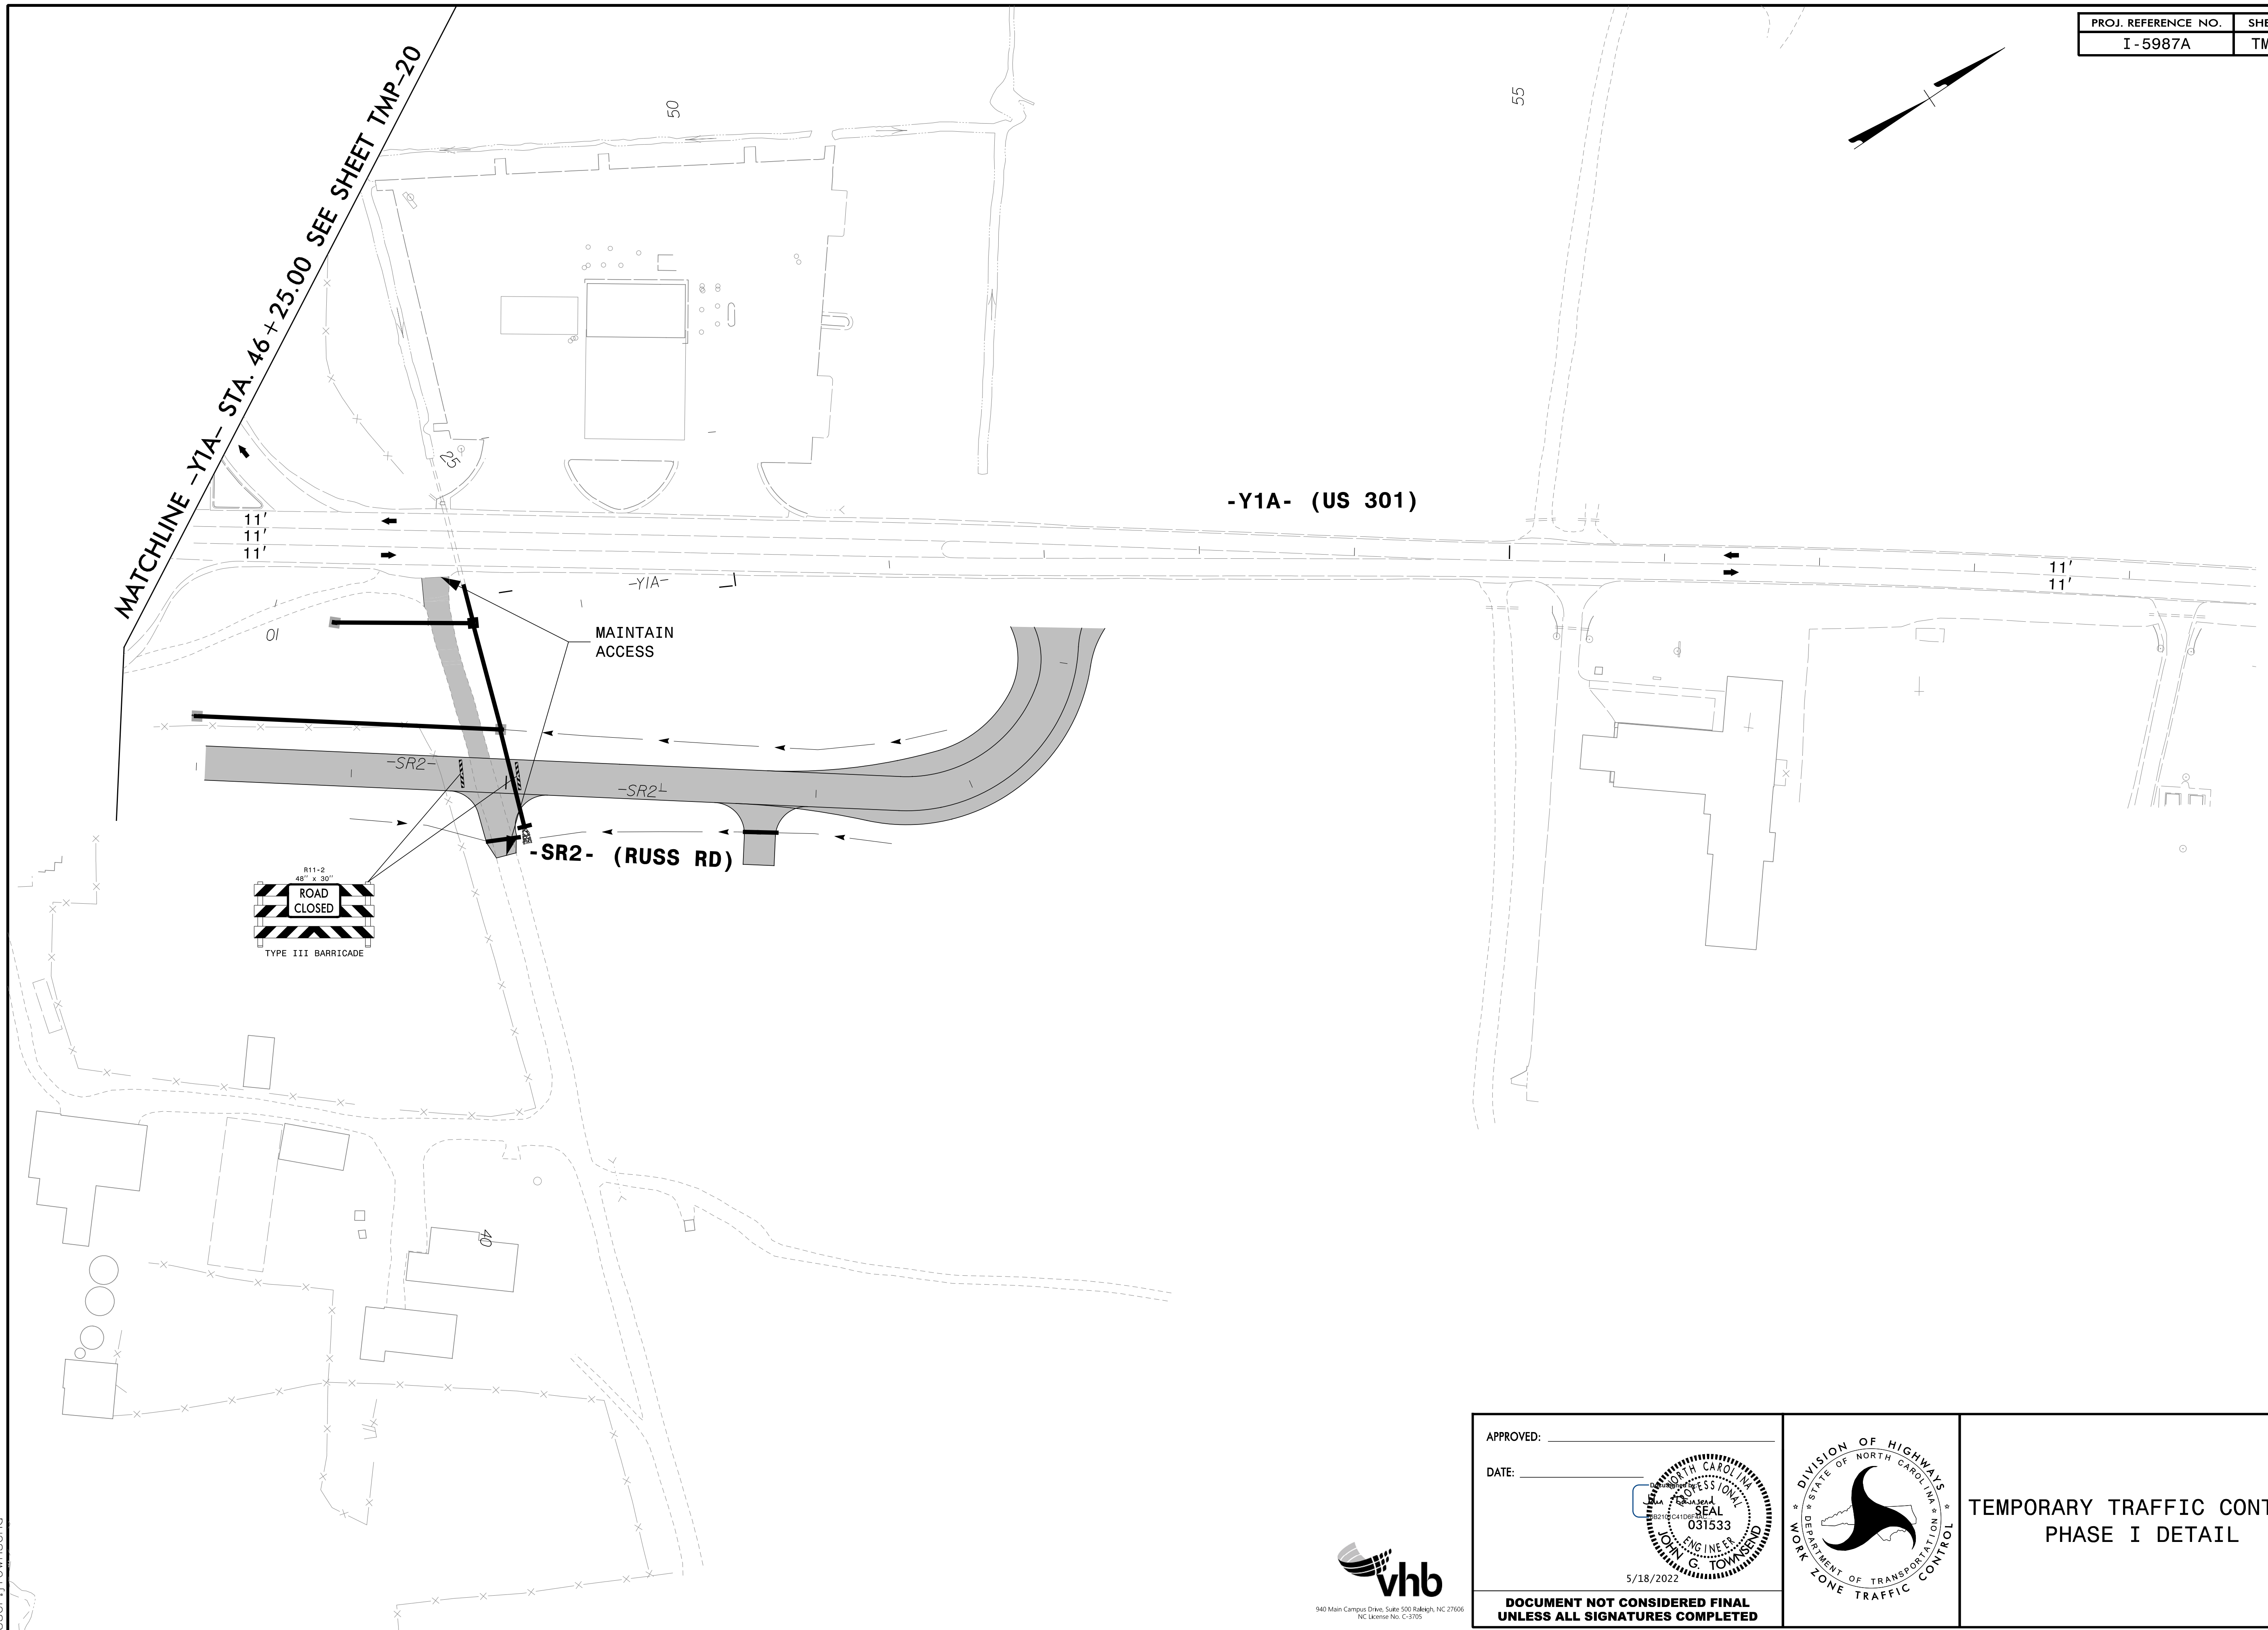 PROJ. REFERENCE NO.
I-5987A
MATCHLINE -Y1A- STA. 46+25.00 SEE SHEET TMP-20
50
55
25
-Y1A- (US 301)
11'
11'
11'
11'
11'
-Y1A-
10
MAINTAIN
ACCESS
-SR2-
-SR2-
-SR2- (RUSS RD)
R11-2
48" x 30"
ROAD
CLOSED
TYPE III BARRICADE
40
vhb
940 Main Campus Drive, Suite 500 Raleigh, NC 27606
NC License No. C-3705
APPROVED:
DATE:
NORTH CAROLINA
PROFESSIONAL
SEAL
031533
ENGINEER
JOHN G. TOWNSEND
5/18/2022
DOCUMENT NOT CONSIDERED FINAL
UNLESS ALL SIGNATURES COMPLETED
DIVISION OF HIGHWAYS
STATE OF NORTH CAROLINA
DEPARTMENT OF TRANSPORTATION
WORK ZONE TRAFFIC CONTROL
TEMPORARY TRAFFIC CONT
PHASE I DETAIL